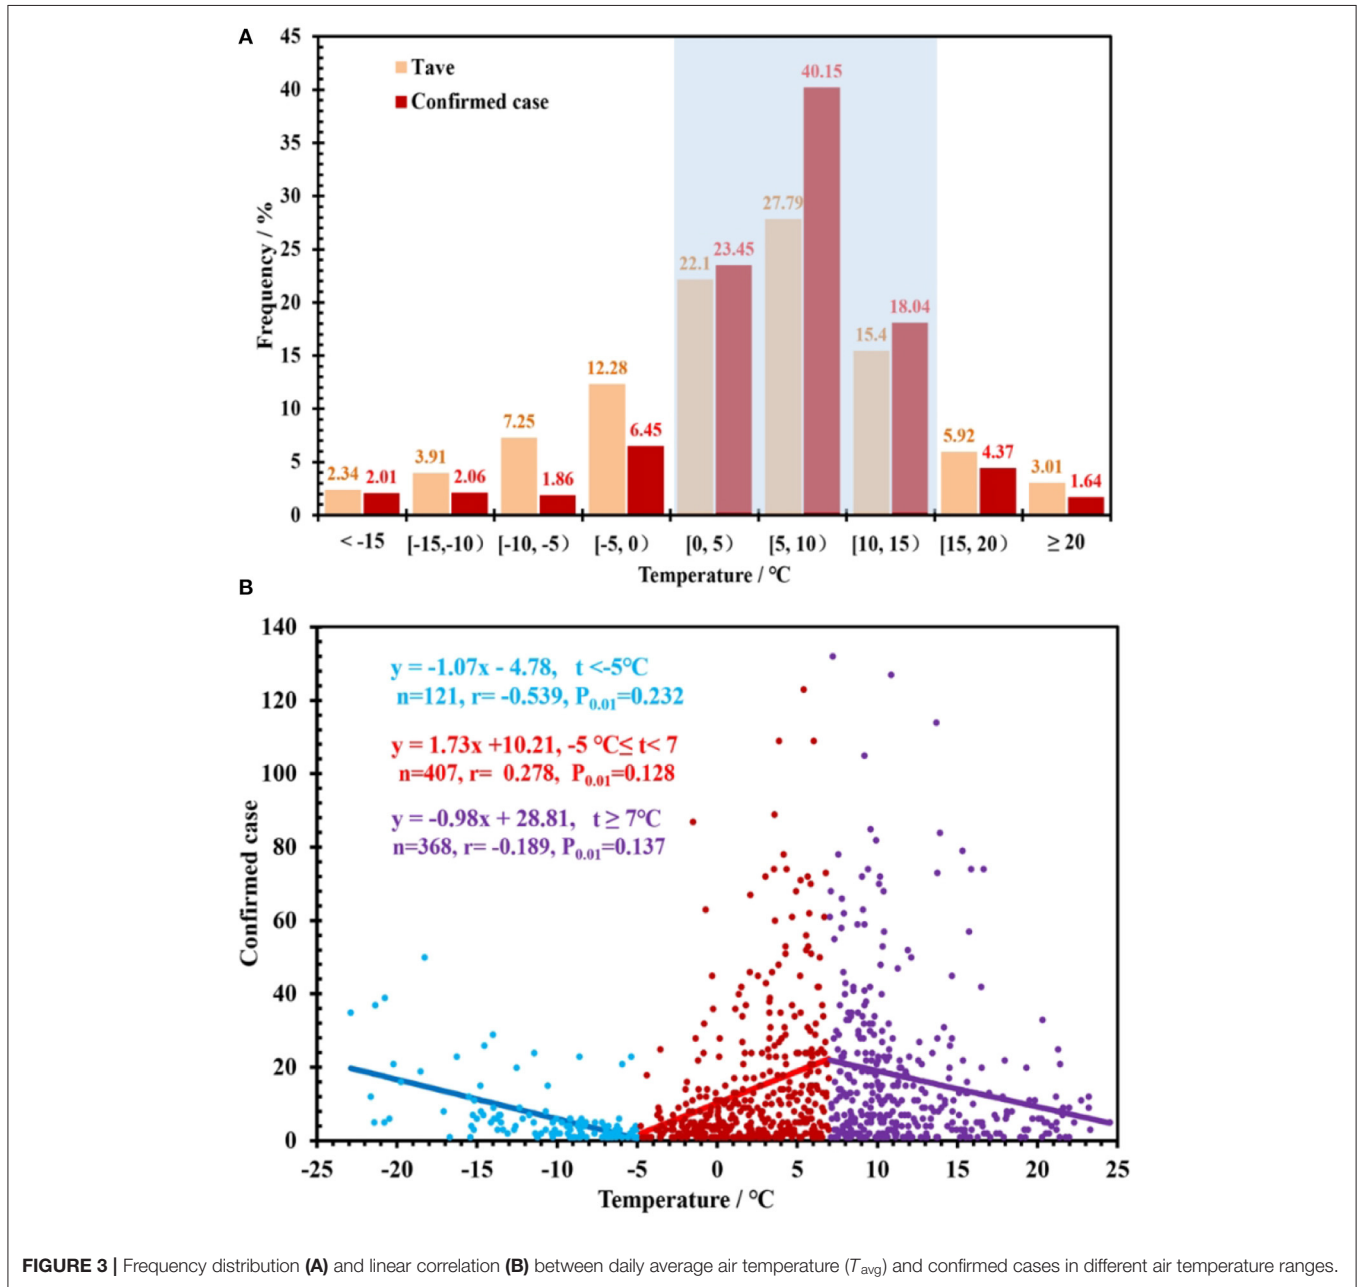 A
45
40
35
30
25
20
15
10
5
0
Frequency / %
Tave
Confirmed case
2.34 2.01 3.91 2.06 7.25 1.86 12.28 6.45 22.1 23.45 27.79 40.15 15.4 18.04 5.92 4.37 3.01 1.64
< -15 [-15,-10） [-10, -5） [-5, 0） [0, 5） [5, 10） [10, 15） [15, 20） ≥ 20
Temperature / °C
B
140
120
100
80
60
40
20
0
Confirmed case
y = -1.07x - 4.78, t <-5°C
n=121, r= -0.539, P0.01=0.232
y = 1.73x +10.21, -5 °C≤ t< 7
n=407, r= 0.278, P0.01=0.128
y = -0.98x + 28.81, t ≥ 7°C
n=368, r= -0.189, P0.01=0.137
-25 -20 -15 -10 -5 0 5 10 15 20 25
Temperature / °C
FIGURE 3 | Frequency distribution (A) and linear correlation (B) between daily average air temperature (Tavg) and confirmed cases in different air temperature ranges.